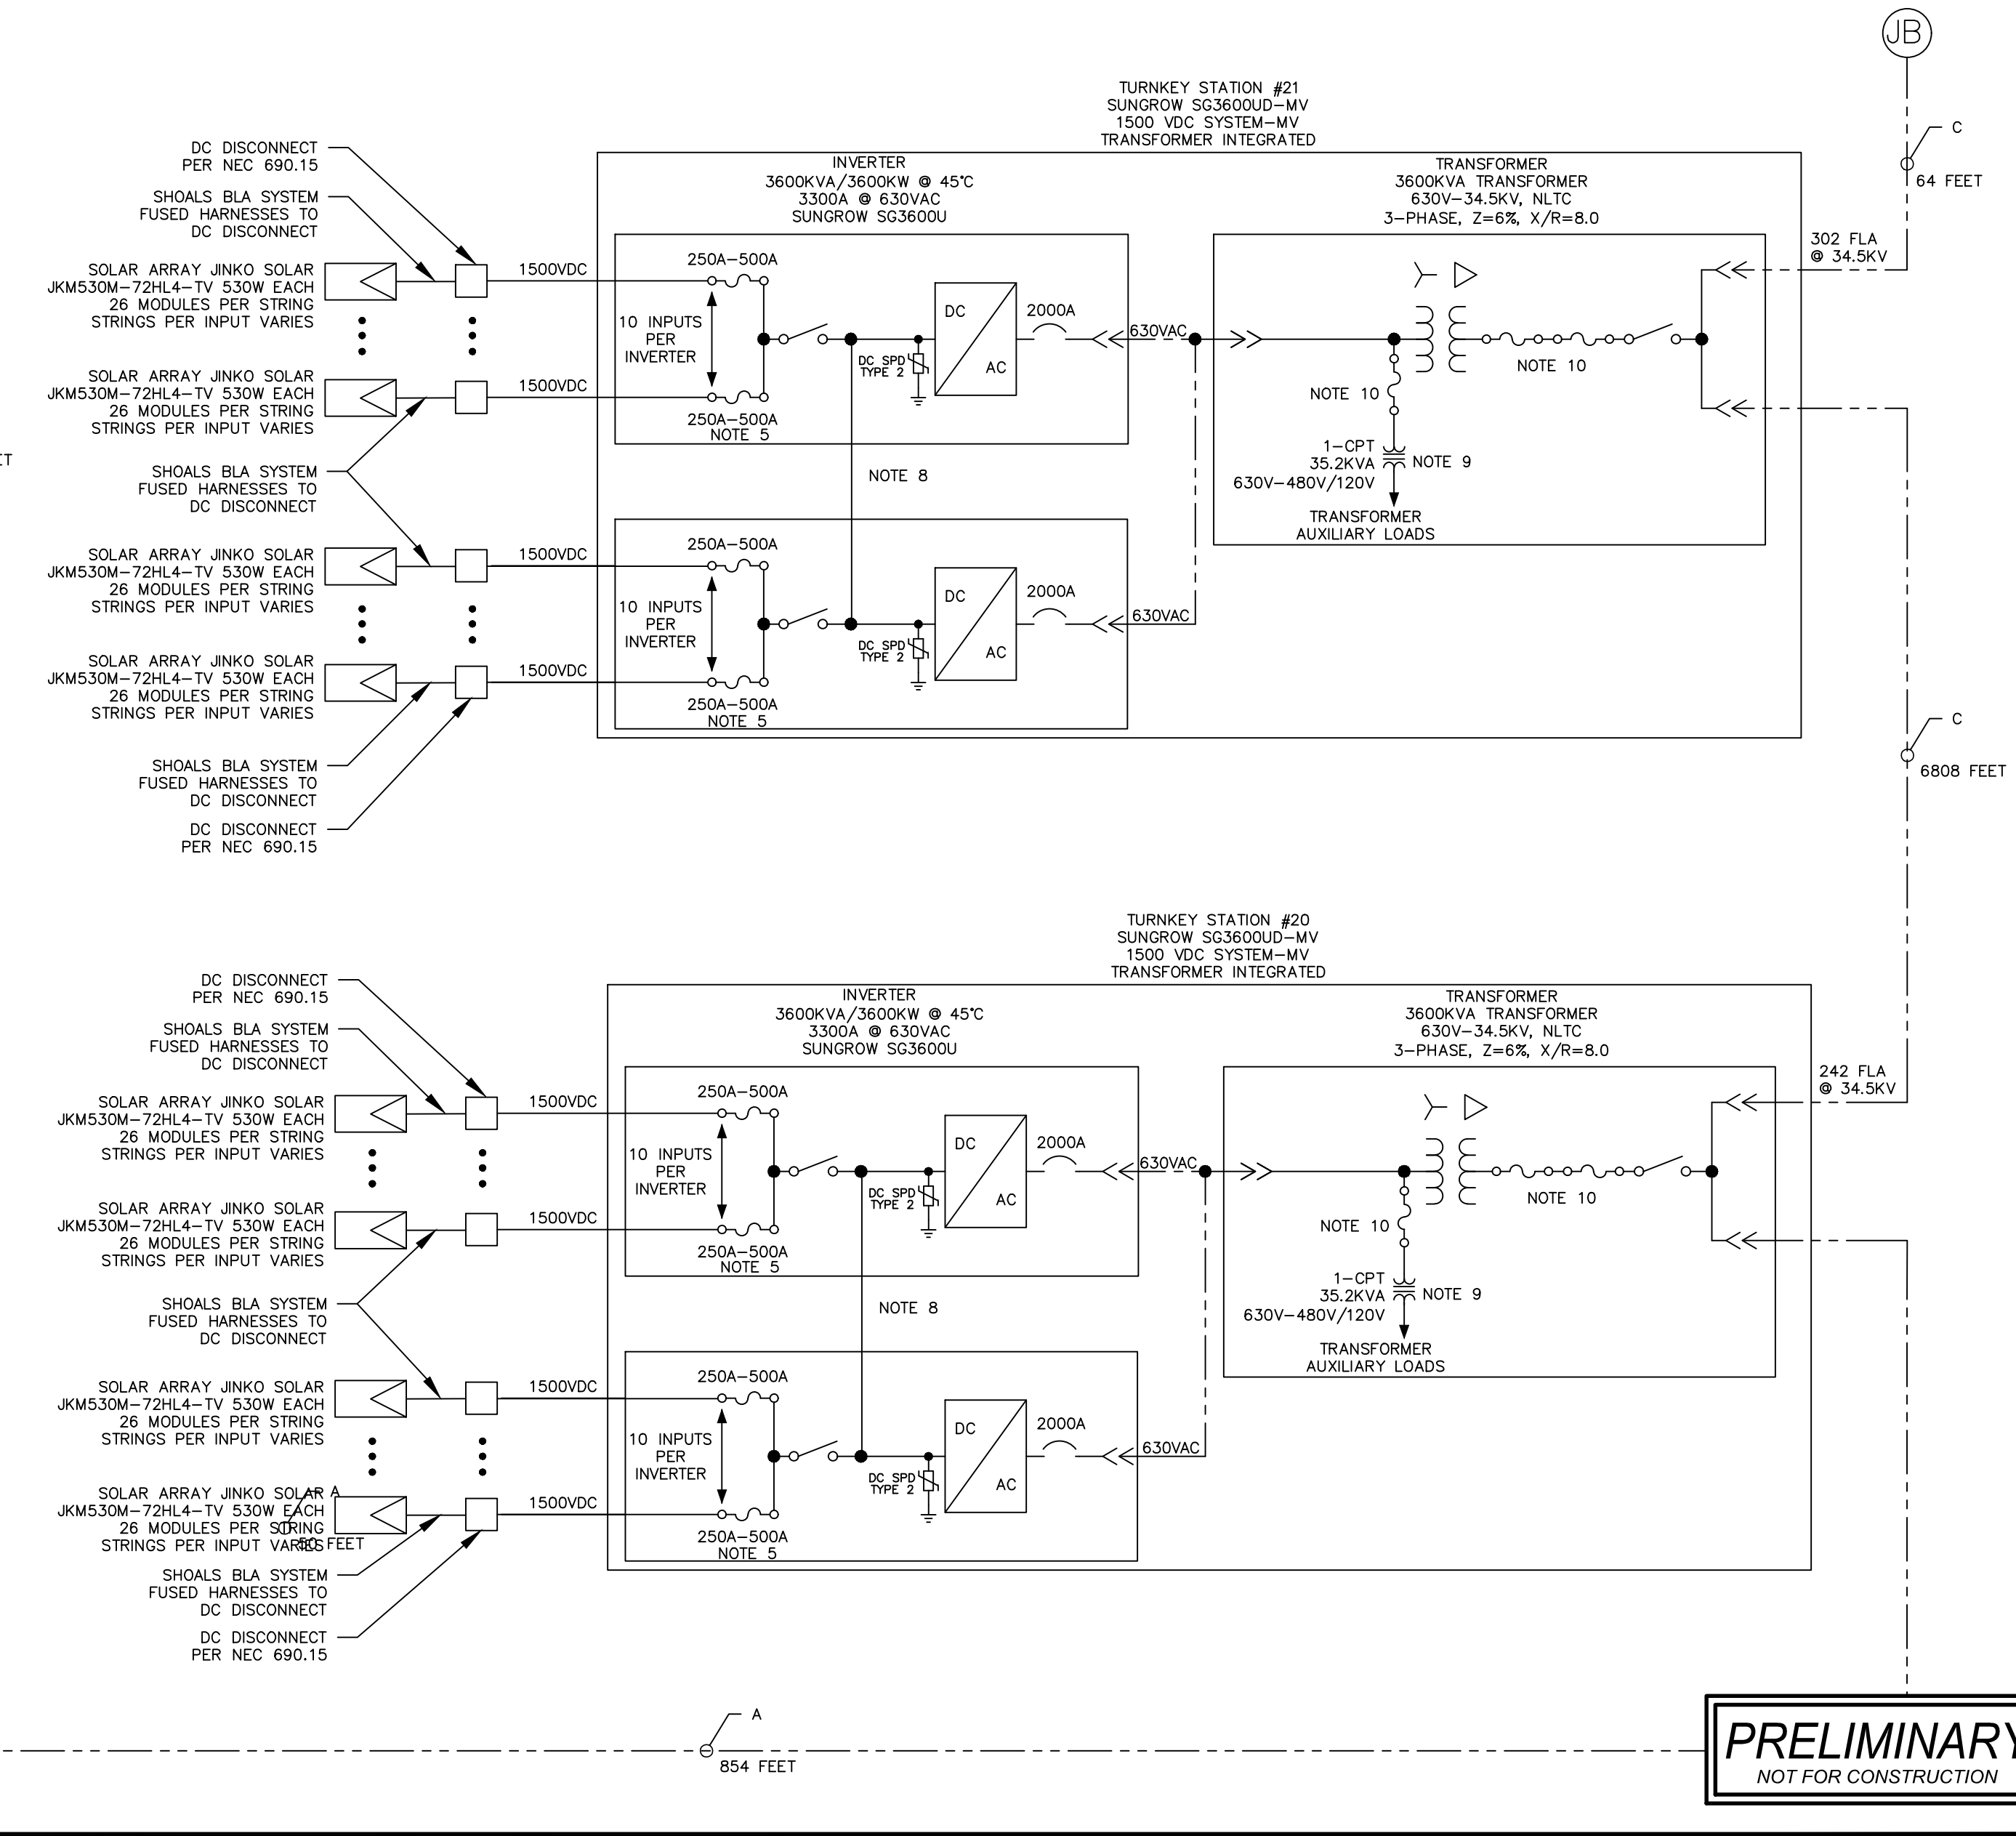 JB
TURNKEY STATION #21
SUNGROW SG3600UD-MV
1500 VDC SYSTEM-MV
TRANSFORMER INTEGRATED
C
64 FEET
DC DISCONNECT
PER NEC 690.15
SHOALS BLA SYSTEM
FUSED HARNESSES TO
DC DISCONNECT
INVERTER
3600KVA/3600KW @ 45°C
3300A @ 630VAC
SUNGROW SG3600U
TRANSFORMER
3600KVA TRANSFORMER
630V-34.5KV, NLTC
3-PHASE, Z=6%, X/R=8.0
302 FLA
@ 34.5KV
SOLAR ARRAY JINKO SOLAR
JKM530M-72HL4-TV 530W EACH
26 MODULES PER STRING
STRINGS PER INPUT VARIES
1500VDC
250A-500A
10 INPUTS
PER
INVERTER
DC SPD
TYPE 2
DC
AC
2000A
630VAC
NOTE 10
SOLAR ARRAY JINKO SOLAR
JKM530M-72HL4-TV 530W EACH
26 MODULES PER STRING
STRINGS PER INPUT VARIES
1500VDC
250A-500A
NOTE 5
NOTE 10
1-CPT
35.2KVA
630V-480V/120V
NOTE 9
TRANSFORMER
AUXILIARY LOADS
ET
SHOALS BLA SYSTEM
FUSED HARNESSES TO
DC DISCONNECT
NOTE 8
SOLAR ARRAY JINKO SOLAR
JKM530M-72HL4-TV 530W EACH
26 MODULES PER STRING
STRINGS PER INPUT VARIES
1500VDC
250A-500A
10 INPUTS
PER
INVERTER
DC SPD
TYPE 2
DC
AC
2000A
630VAC
SOLAR ARRAY JINKO SOLAR
JKM530M-72HL4-TV 530W EACH
26 MODULES PER STRING
STRINGS PER INPUT VARIES
1500VDC
250A-500A
NOTE 5
C
6808 FEET
SHOALS BLA SYSTEM
FUSED HARNESSES TO
DC DISCONNECT
DC DISCONNECT
PER NEC 690.15
TURNKEY STATION #20
SUNGROW SG3600UD-MV
1500 VDC SYSTEM-MV
TRANSFORMER INTEGRATED
DC DISCONNECT
PER NEC 690.15
SHOALS BLA SYSTEM
FUSED HARNESSES TO
DC DISCONNECT
INVERTER
3600KVA/3600KW @ 45°C
3300A @ 630VAC
SUNGROW SG3600U
TRANSFORMER
3600KVA TRANSFORMER
630V-34.5KV, NLTC
3-PHASE, Z=6%, X/R=8.0
242 FLA
@ 34.5KV
SOLAR ARRAY JINKO SOLAR
JKM530M-72HL4-TV 530W EACH
26 MODULES PER STRING
STRINGS PER INPUT VARIES
1500VDC
250A-500A
10 INPUTS
PER
INVERTER
DC SPD
TYPE 2
DC
AC
2000A
630VAC
NOTE 10
SOLAR ARRAY JINKO SOLAR
JKM530M-72HL4-TV 530W EACH
26 MODULES PER STRING
STRINGS PER INPUT VARIES
1500VDC
250A-500A
NOTE 5
NOTE 10
1-CPT
35.2KVA
630V-480V/120V
NOTE 9
TRANSFORMER
AUXILIARY LOADS
SHOALS BLA SYSTEM
FUSED HARNESSES TO
DC DISCONNECT
NOTE 8
SOLAR ARRAY JINKO SOLAR
JKM530M-72HL4-TV 530W EACH
26 MODULES PER STRING
STRINGS PER INPUT VARIES
1500VDC
250A-500A
10 INPUTS
PER
INVERTER
DC SPD
TYPE 2
DC
AC
2000A
630VAC
SOLAR ARRAY JINKO SOLAR
JKM530M-72HL4-TV 530W EACH
26 MODULES PER STRING
STRINGS PER INPUT VARIES
A
50 FEET
1500VDC
250A-500A
NOTE 5
SHOALS BLA SYSTEM
FUSED HARNESSES TO
DC DISCONNECT
DC DISCONNECT
PER NEC 690.15
A
854 FEET
PRELIMINARY
NOT FOR CONSTRUCTION